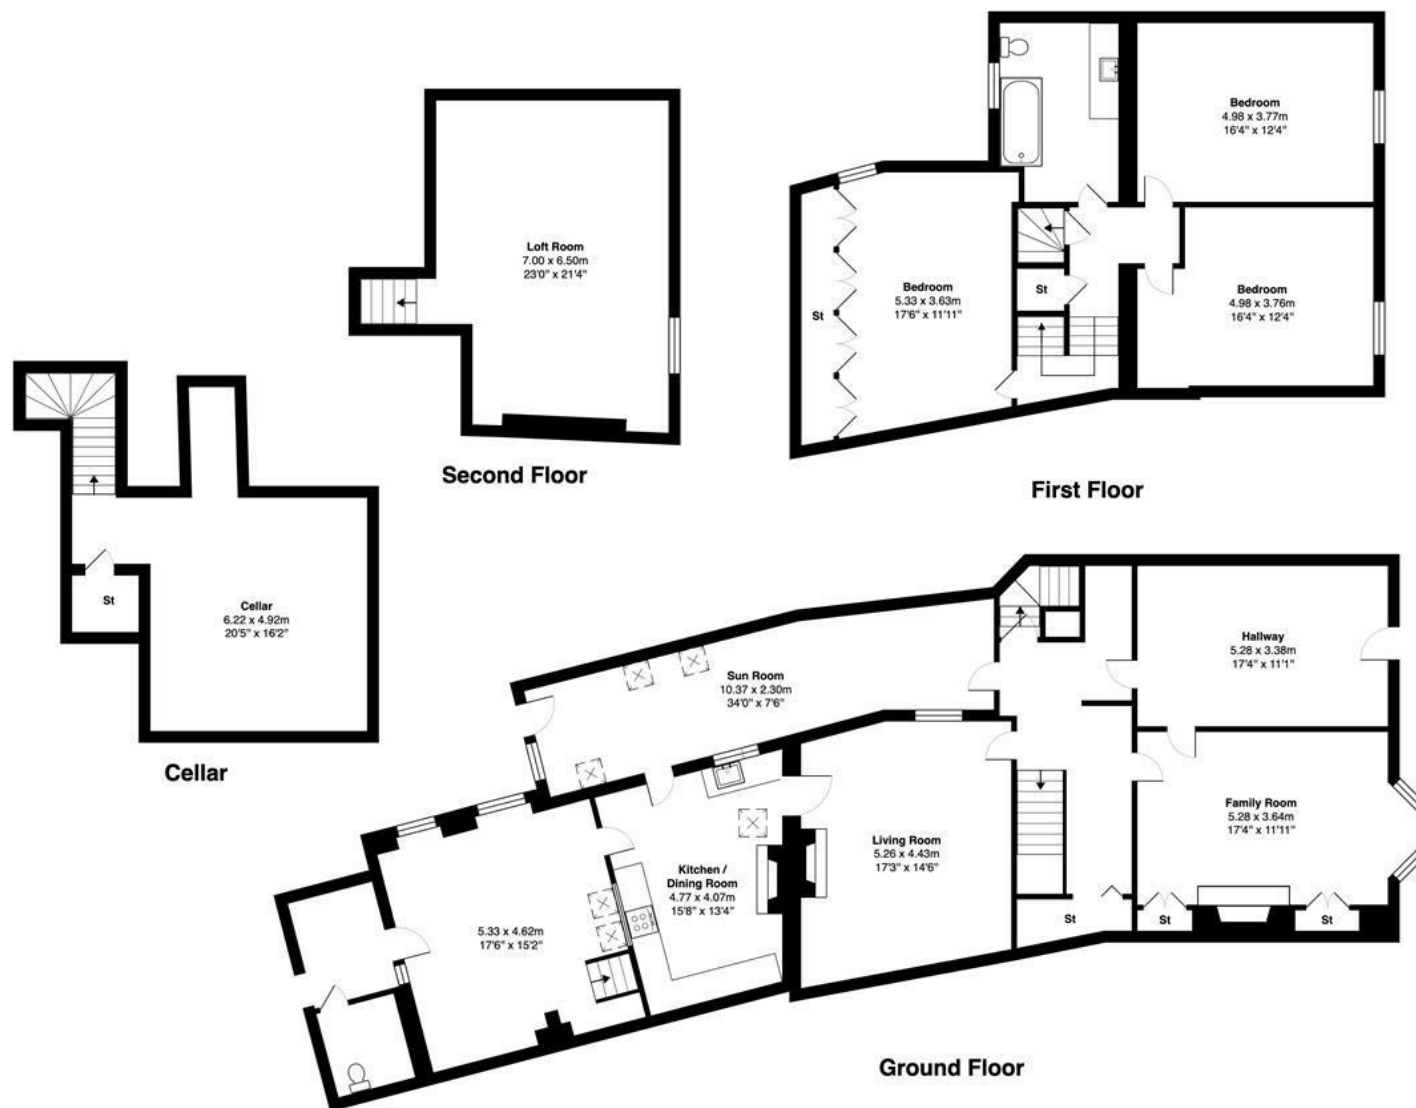 Bedroom
4.98 x 3.77m
16'4" x 12'4"
Loft Room
7.00 x 6.50m
23'0" x 21'4"
St
Bedroom
5.33 x 3.63m
17'6" x 11'11"
St
Bedroom
4.98 x 3.76m
16'4" x 12'4"
Second Floor
First Floor
St
Cellar
6.22 x 4.92m
20'5" x 16'2"
Cellar
Sun Room
10.37 x 2.30m
34'0" x 7'6"
Hallway
5.28 x 3.38m
17'4" x 11'1"
Family Room
5.28 x 3.64m
17'4" x 11'11"
Living Room
5.26 x 4.43m
17'3" x 14'6"
Kitchen /
Dining Room
4.77 x 4.07m
15'8" x 13'4"
5.33 x 4.62m
17'6" x 15'2"
St
St
St
Ground Floor